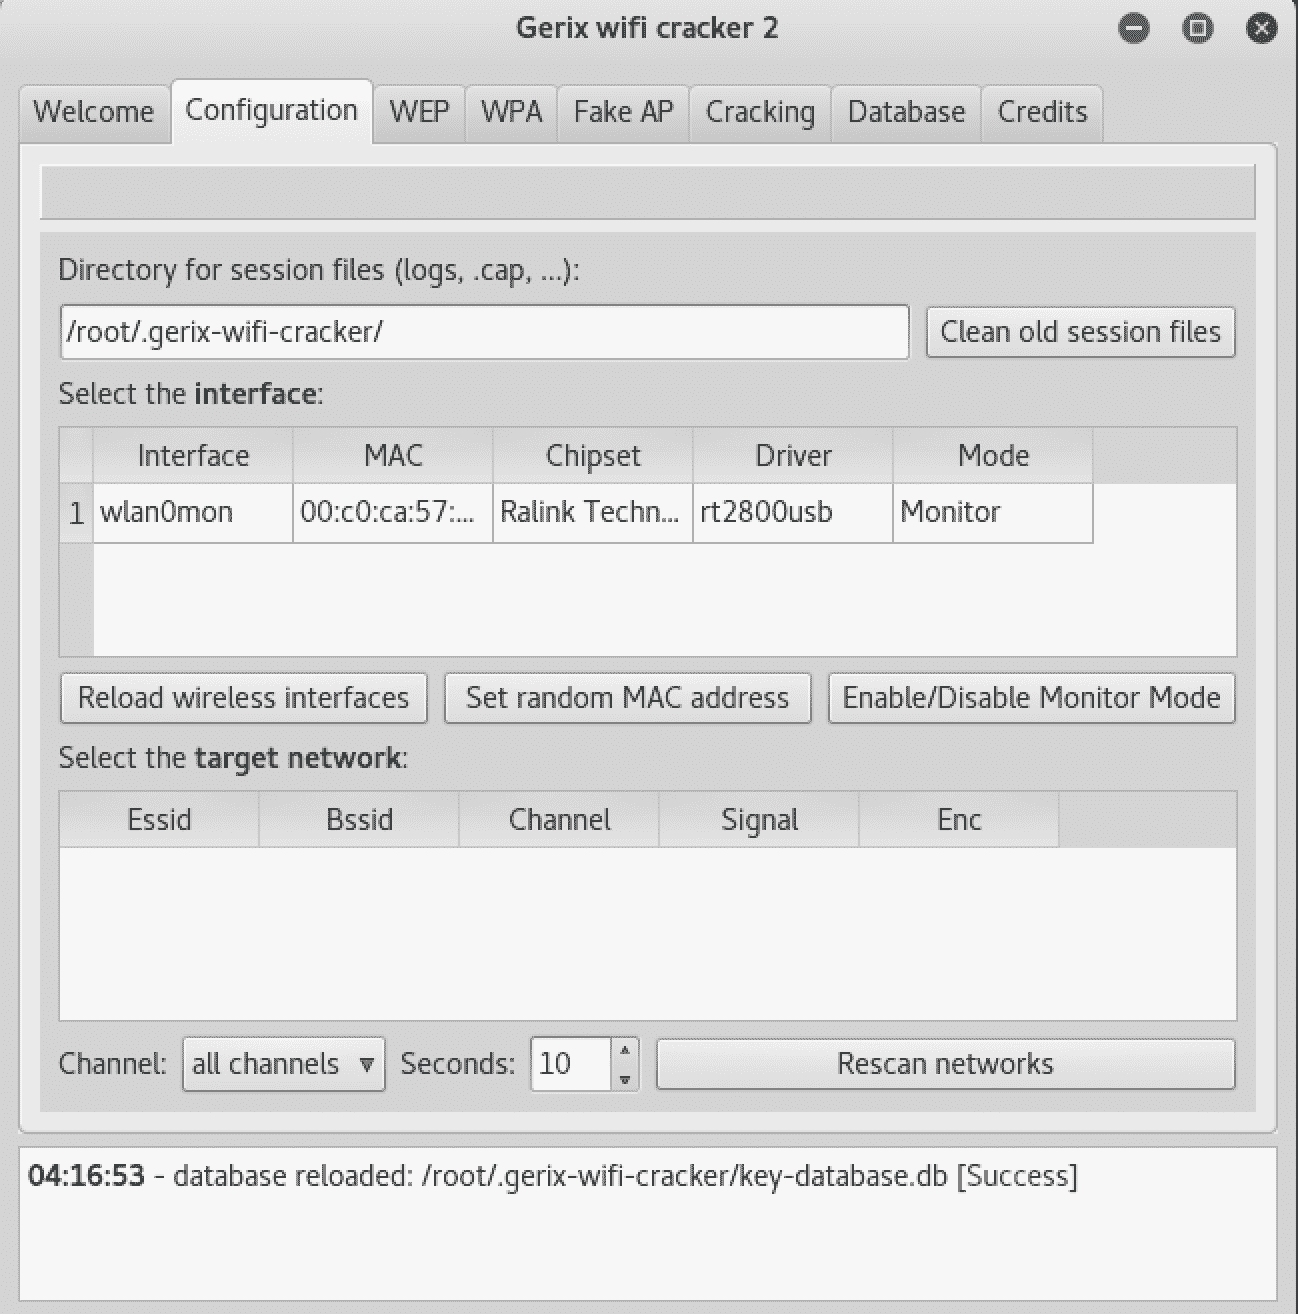 Gerix wifi cracker 2
Welcome Configuration WEP WPA Fake AP Cracking Database Credits
Directory for session files (logs, .cap, ...):
/root/.gerix-wifi-cracker/ Clean old session files
Select the interface:
Interface MAC Chipset Driver Mode
1 wlan0mon 00:c0:ca:57:... Ralink Techn... rt2800usb Monitor
Reload wireless interfaces Set random MAC address Enable/Disable Monitor Mode
Select the target network:
Essid Bssid Channel Signal Enc
Channel: all channels Seconds: 10 Rescan networks
04:16:53 - database reloaded: /root/.gerix-wifi-cracker/key-database.db [Success]